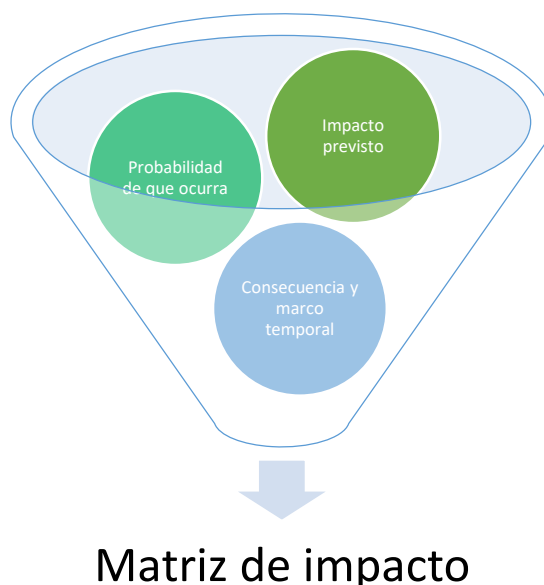 Impacto
previsto
Probabilidad
de que ocurra
Consecuencia y
marco
temporal
Matriz de impacto